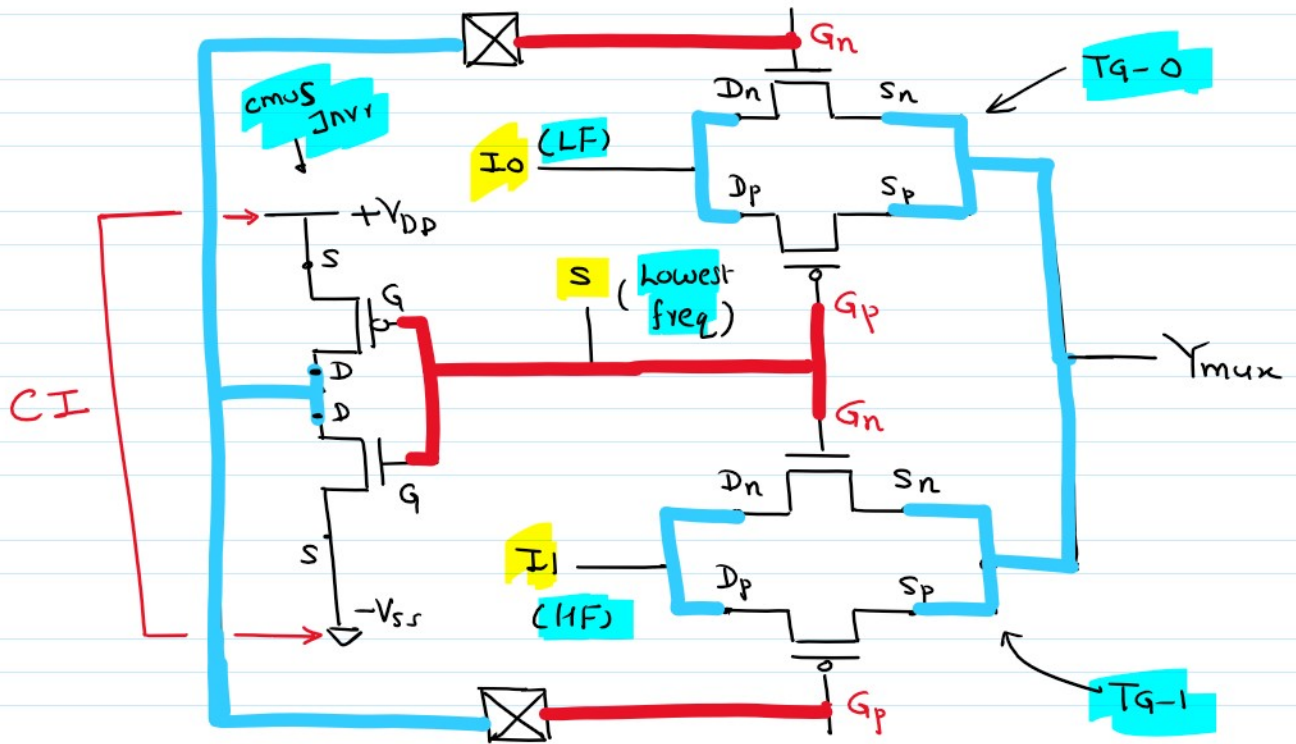 Gn
TG-0
cmos
Invr
Dn
Sn
I0
(LF)
Dp
Sp
+VDD
S
S
(Lowest
freq)
G
Gp
D
CI
D
Ymux
Gn
G
Dn
Sn
S
I1
Dp
Sp
(HF)
-Vss
TG-1
Gp